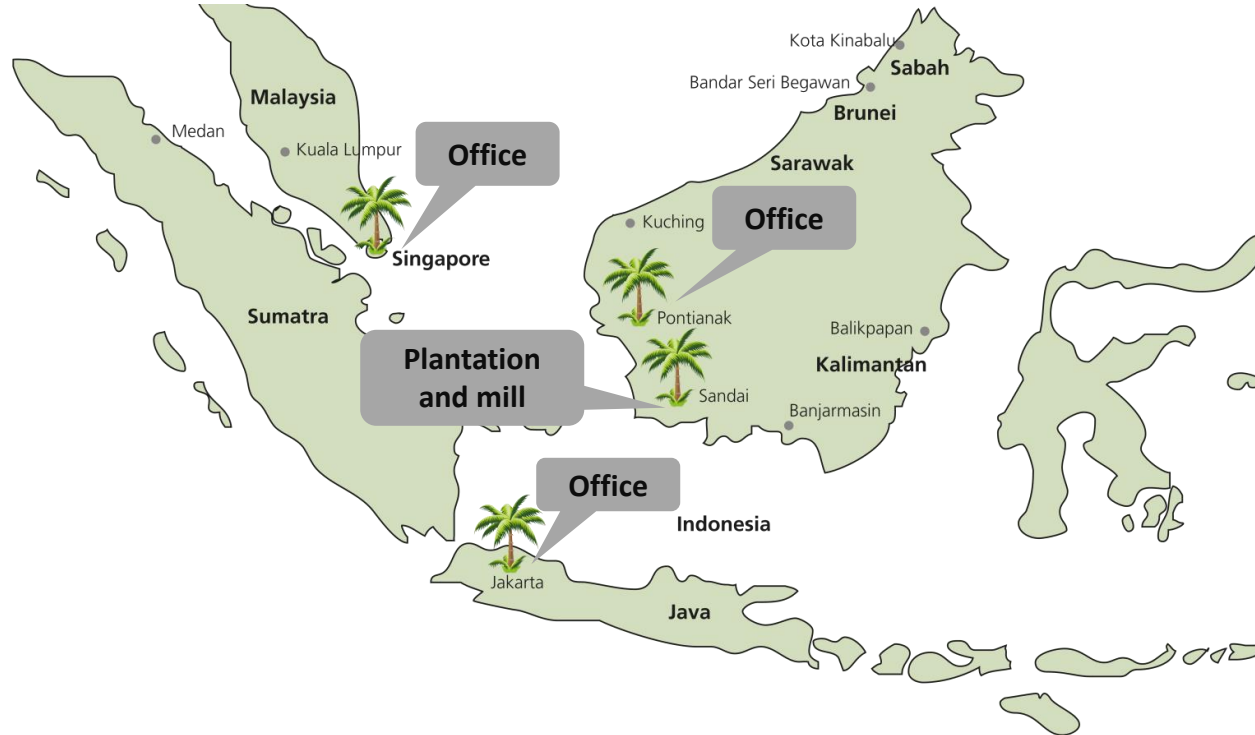 Kota Kinabalu
Sabah
Bandar Seri Begawan
Brunei
Malaysia
Medan
Kuala Lumpur
Office
Sarawak
Kuching
Office
Singapore
Sumatra
Pontianak
Balikpapan
Plantation
and mill
Kalimantan
Sandai
Banjarmasin
Office
Indonesia
Jakarta
Java